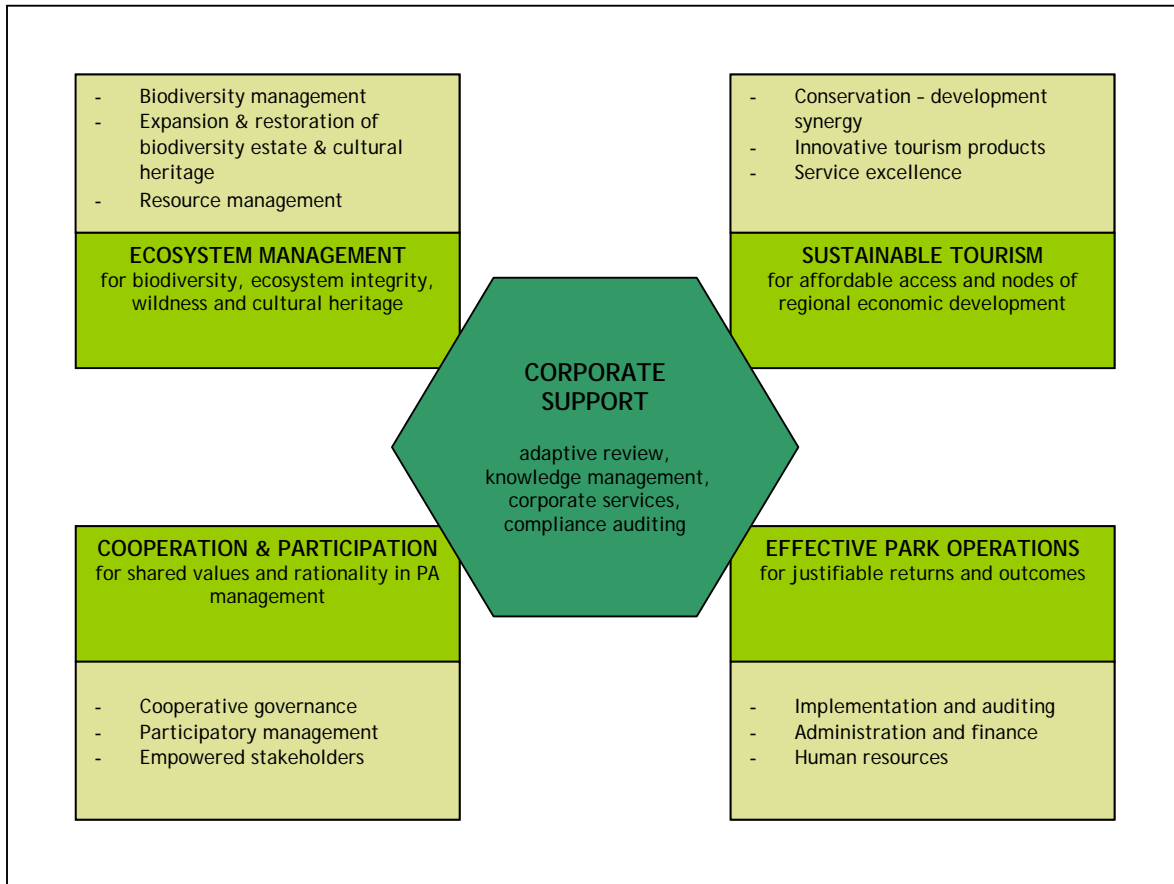 - Biodiversity management
- Expansion & restoration of
biodiversity estate & cultural
heritage
- Resource management
ECOSYSTEM MANAGEMENT
for biodiversity, ecosystem integrity,
wildness and cultural heritage
- Conservation – development
synergy
- Innovative tourism products
- Service excellence
SUSTAINABLE TOURISM
for affordable access and nodes of
regional economic development
CORPORATE
SUPPORT
adaptive review,
knowledge management,
corporate services,
compliance auditing
COOPERATION & PARTICIPATION
for shared values and rationality in PA
management
- Cooperative governance
- Participatory management
- Empowered stakeholders
EFFECTIVE PARK OPERATIONS
for justifiable returns and outcomes
- Implementation and auditing
- Administration and finance
- Human resources